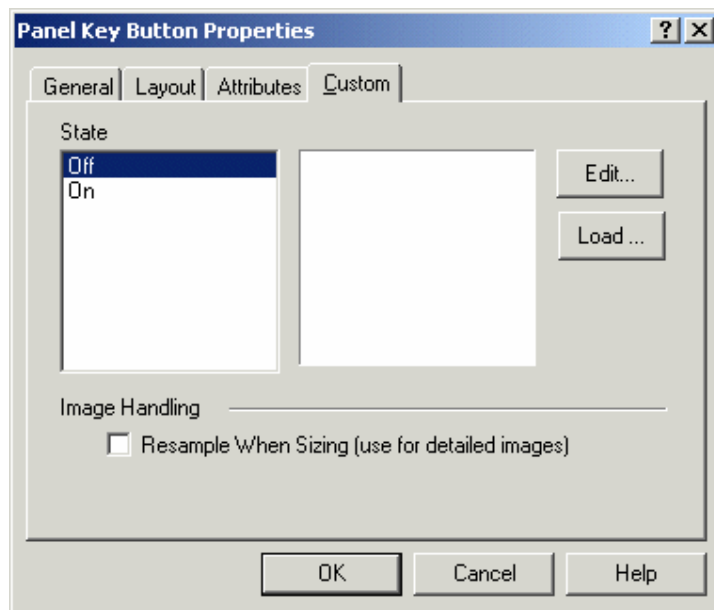 Panel Key Button Properties
General Layout Attributes Custom
State
Off
On
Edit...
Load ...
Image Handling
Resample When Sizing (use for detailed images)
OK Cancel Help